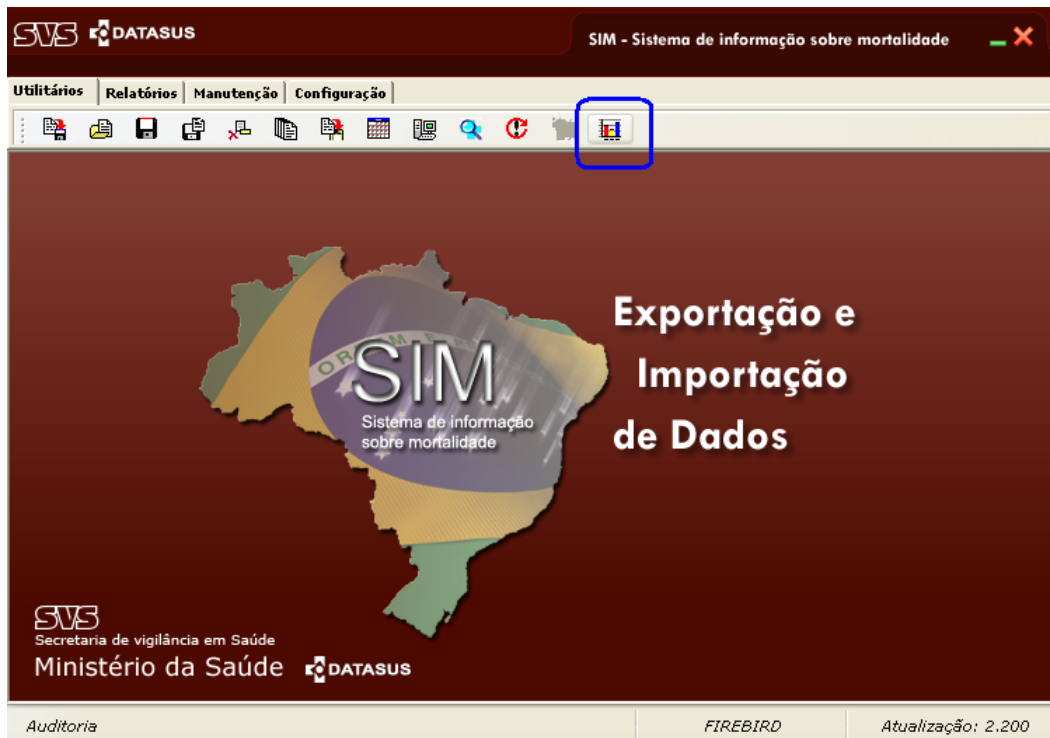 SVS DATASUS
SIM - Sistema de informação sobre mortalidade
Utilitários Relatórios Manutenção Configuração
ORDEM E
SIM
Sistema de informação
sobre mortalidade
Exportação e
Importação
de Dados
SVS
Secretaria de vigilância em Saúde
Ministério da Saúde DATASUS
Auditoria FIREBIRD Atualização: 2.200